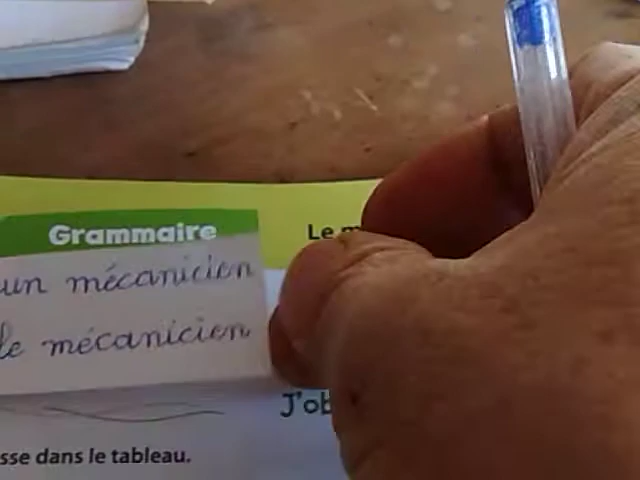 Grammaire
Le m
un mécanicien
le mécanicien
J'ob
sse dans le tableau.